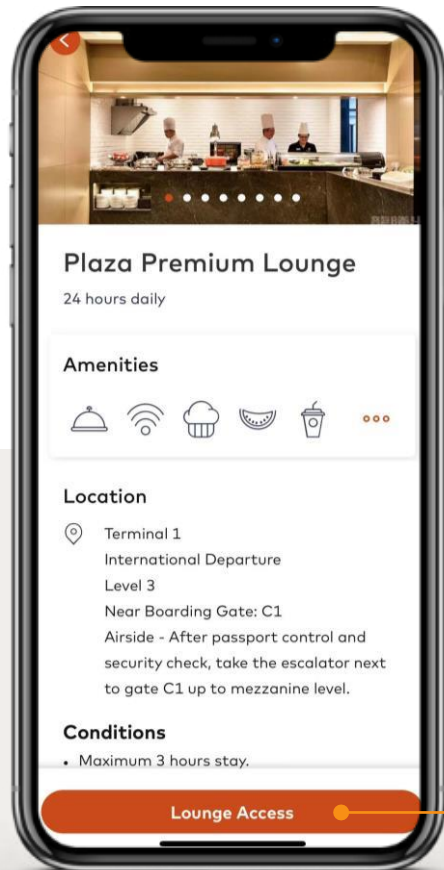 Plaza Premium Lounge
24 hours daily
Amenities
Location
Terminal 1
International Departure
Level 3
Near Boarding Gate: C1
Airside - After passport control and
security check, take the escalator next
to gate C1 up to mezzanine level.
Conditions
• Maximum 3 hours stay.
Lounge Access